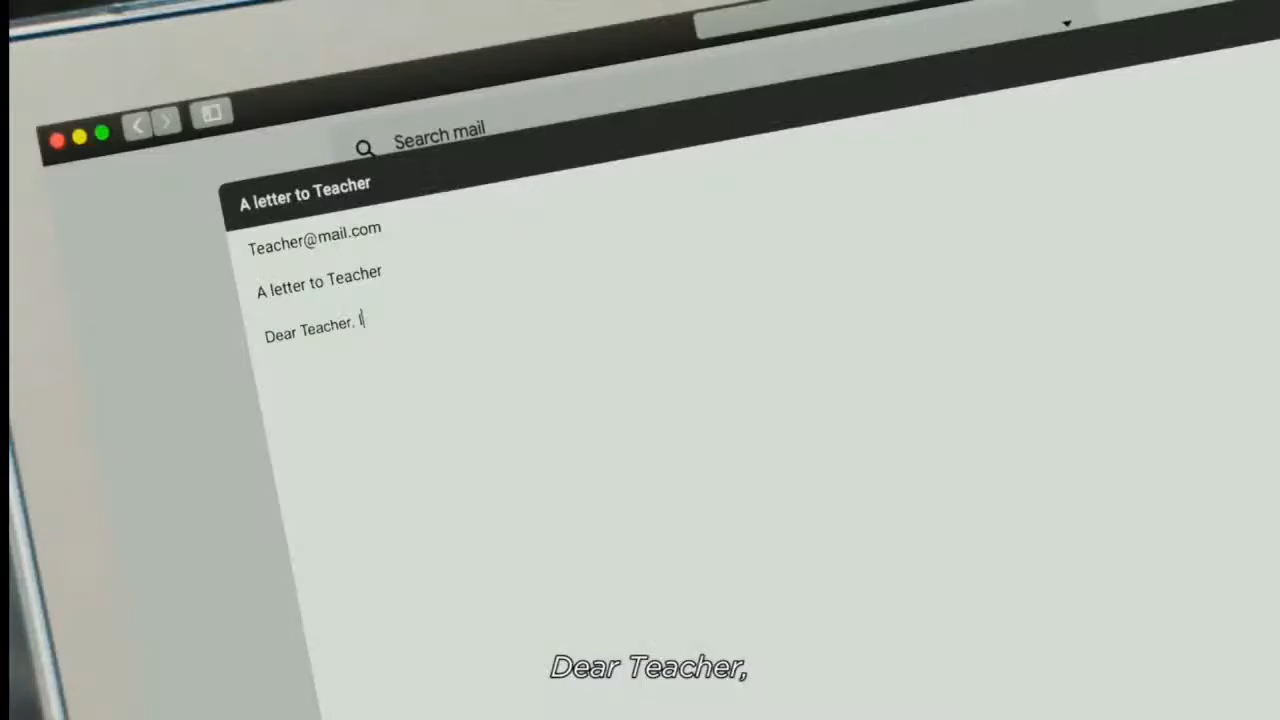 Search mail
A letter to Teacher
Teacher@mail.com
A letter to Teacher
Dear Teacher. I
Dear Teacher,